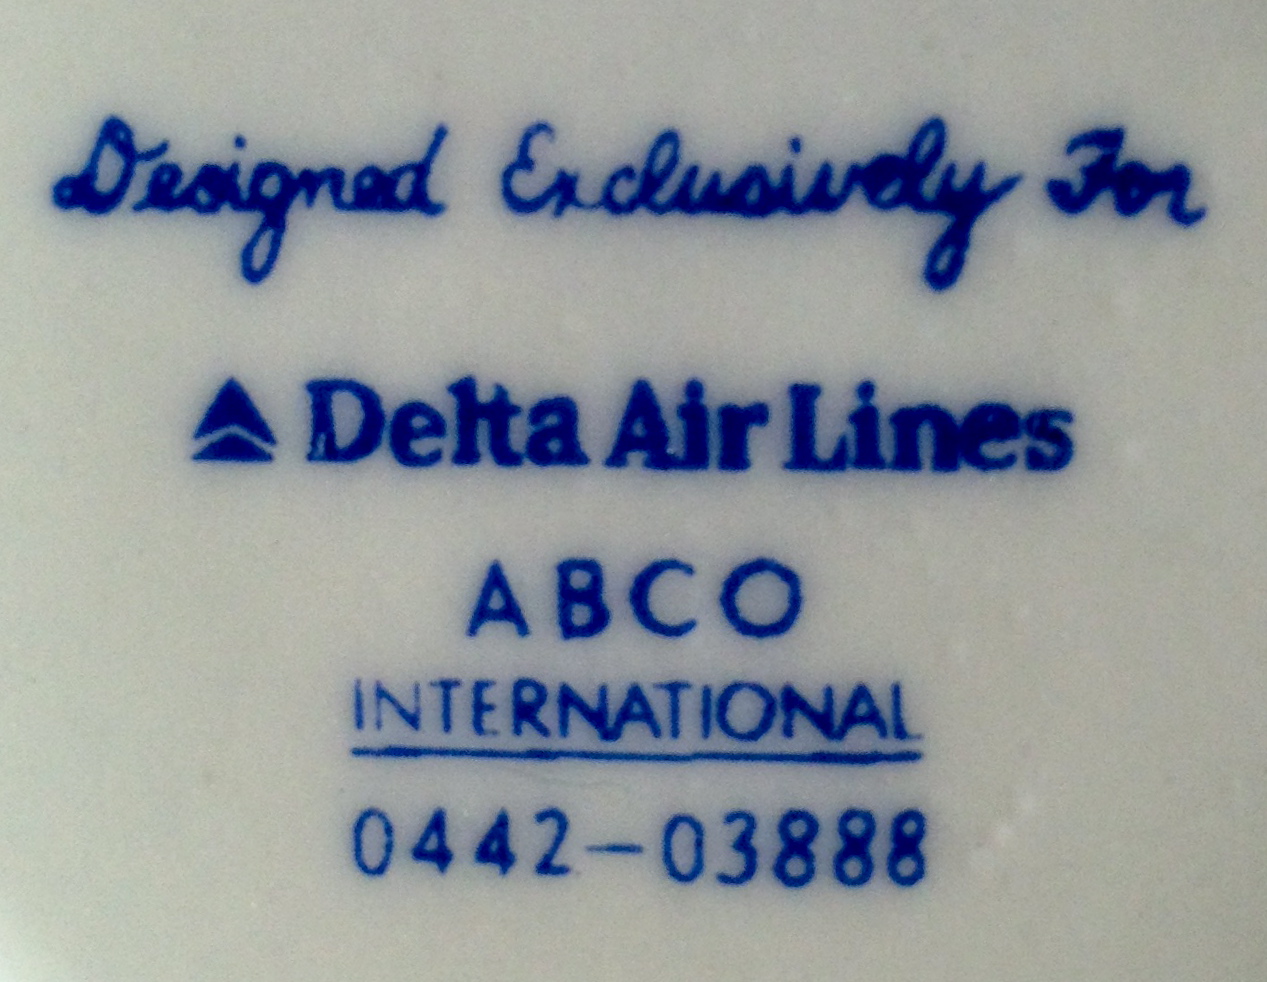 Designed Exclusively For
Delta Air Lines
ABCO
INTERNATIONAL
0442-03888